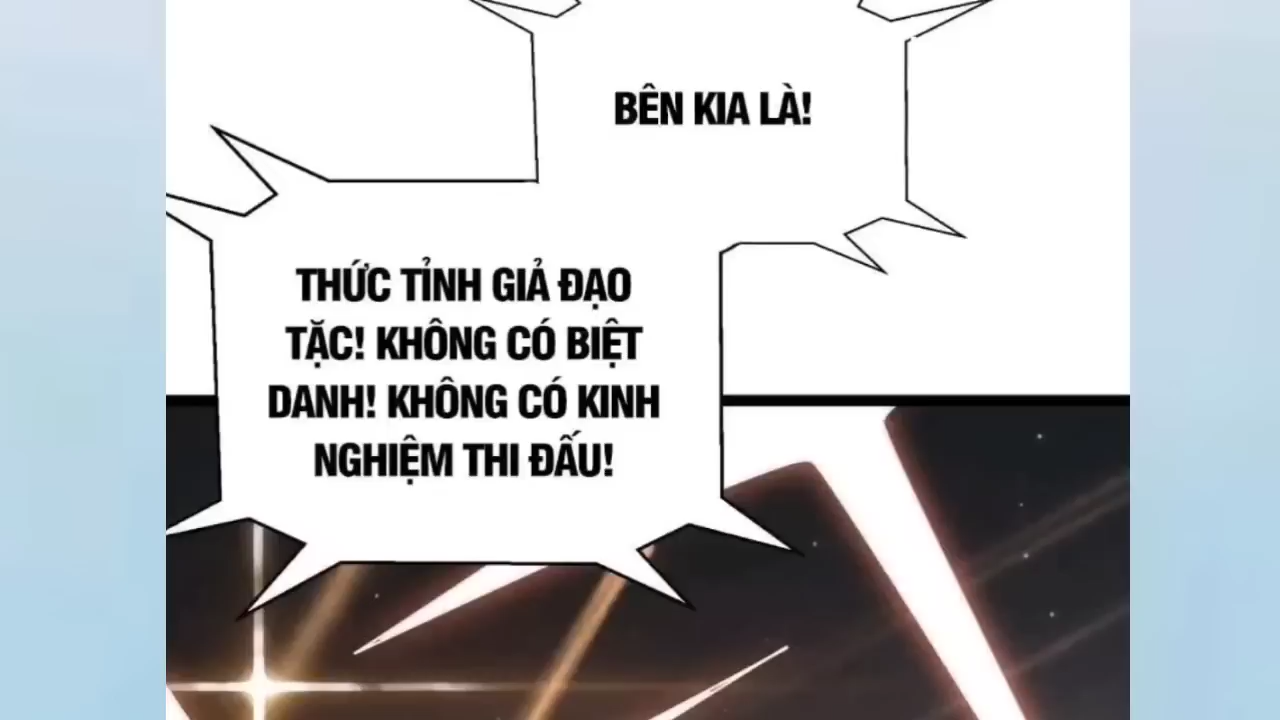 BÊN KIA LÀ!
THỨC TỈNH GIẢ ĐẠO
TẶC! KHÔNG CÓ BIỆT
DANH! KHÔNG CÓ KINH
NGHIỆM THI ĐẤU!